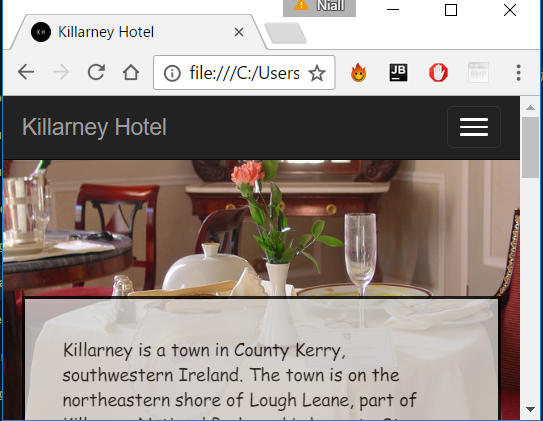 Niall
KH
Killarney Hotel
file:///C:/Users
JB
Killarney Hotel
Killarney is a town in County Kerry,
southwestern Ireland. The town is on the
northeastern shore of Lough Leane, part of